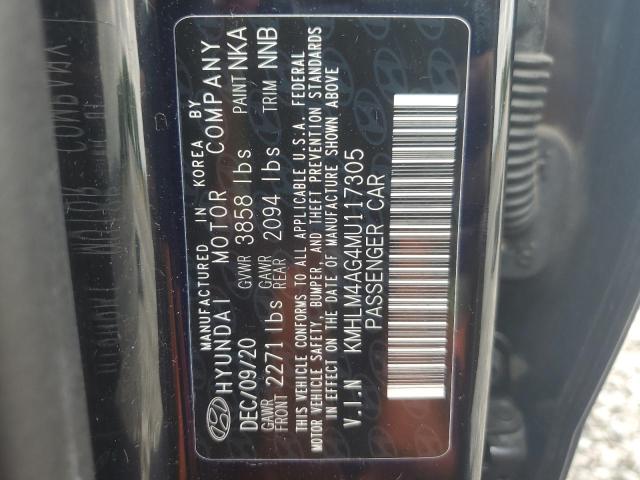 MANUFACTURED IN KOREA BY
HYUNDAI MOTOR COMPANY
DEC/09/20 GVWR 3858 lbs PAINT NKA
GAWR FRONT 2271 lbs GAWR REAR 2094 lbs TRIM NNB
THIS VEHICLE CONFORMS TO ALL APPLICABLE U.S.A. FEDERAL
MOTOR VEHICLE SAFETY, BUMPER, AND THEFT PREVENTION STANDARDS
IN EFFECT ON THE DATE OF MANUFACTURE SHOWN ABOVE
V.I.N KMHLM4AG4MU117305
PASSENGER CAR